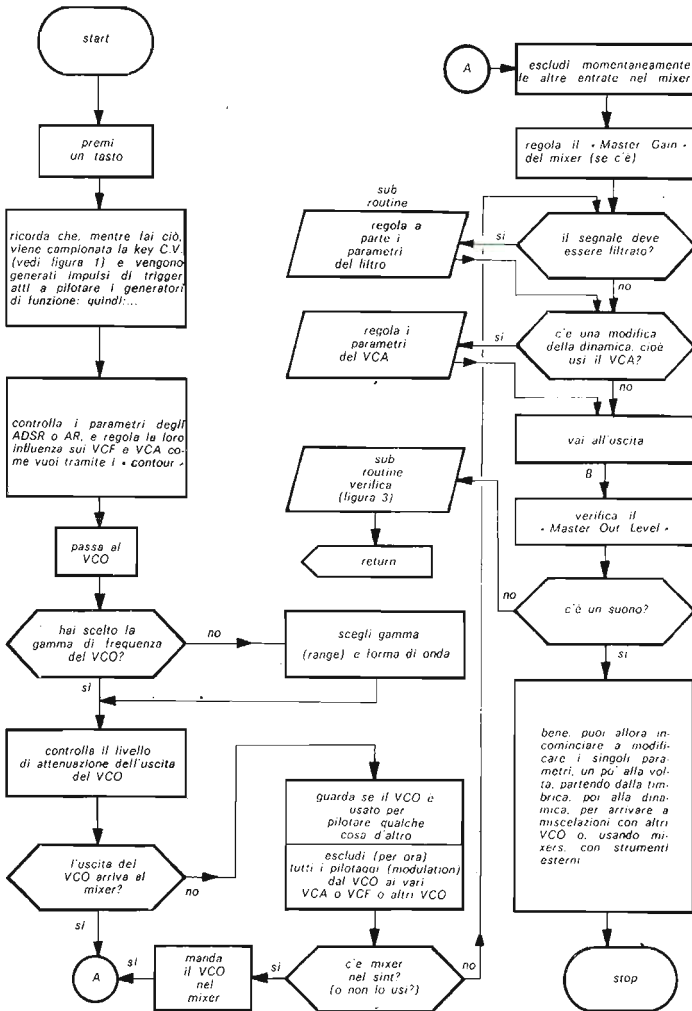 start
premi
un tasto
ricorda che, mentre fai ciò,
viene campionata la key C.V.
(vedi figura 1) e vengono
generati impulsi di trigger
atti a pilotare i generatori
di funzione: quindi:...
controlla i parametri degli
ADSR o AR, e regola la loro
influenza sui VCF e VCA co-
me vuoi tramite i « contour »
passa al
VCO
hai scelto la
gamma di frequenza
del VCO?
no
scegli gamma
(range) e forma di onda
sì
controlla il livello
di attenuazione dell'uscita
del VCO
l'uscita del
VCO arriva al
mixer?
no
guarda se il VCO è
usato per
pilotare qualche
cosa d'altro
escludi (per ora)
tutti i pilotaggi (modulation)
dal VCO ai vari
VCA o VCF o altri VCO
c'è mixer
nel sint?
(o non lo usi?)
no
sì
manda
il VCO
nel
mixer
sì
sì
A
A
escludi momentaneamente
le altre entrate nel mixer
regola il « Master Gain »
del mixer (se c'è)
il segnale deve
essere filtrato?
sì
sub
routine
regola a
parte i
parametri
del filtro
no
c'è una modifica
della dinamica, cioè
usi il VCA?
sì
regola i
parametri
del VCA
no
vai all'uscita
B
verifica il
« Master Out Level »
c'è un suono?
no
sub
routine
verifica
(figura 3)
return
sì
bene, puoi allora in-
cominciare a modifi-
care i singoli para-
metri, un po' alla vol-
ta, partendo dalla tim-
brica, poi alla dina-
mica, per arrivare a
miscelazioni con altri
VCO o, usando mi-
xers, con strumenti
esterni
stop